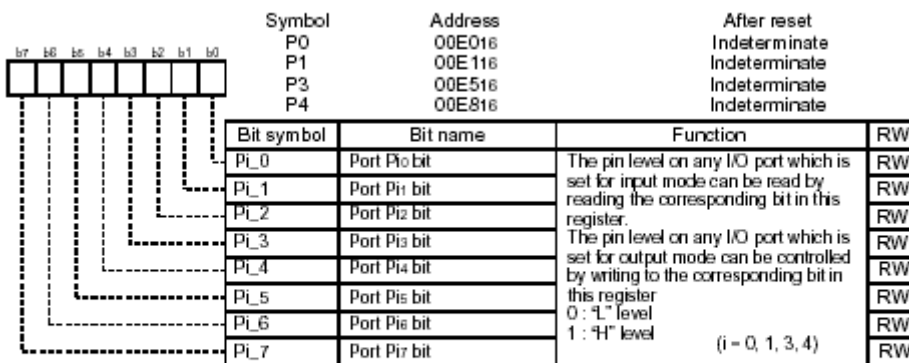 Symbol Address After reset
P0 00E016 Indeterminate
P1 00E116 Indeterminate
P3 00E516 Indeterminate
P4 00E816 Indeterminate
b7 b6 b5 b4 b3 b2 b1 b0
Bit symbol Bit name Function RW
Pi_0 Port Pi0 bit RW
Pi_1 Port Pi1 bit RW
Pi_2 Port Pi2 bit RW
Pi_3 Port Pi3 bit RW
Pi_4 Port Pi4 bit RW
Pi_5 Port Pi5 bit RW
Pi_6 Port Pi6 bit RW
Pi_7 Port Pi7 bit RW
The pin level on any I/O port which is
set for input mode can be read by
reading the corresponding bit in this
register.
The pin level on any I/O port which is
set for output mode can be controlled
by writing to the corresponding bit in
this register
0 : "L" level
1 : "H" level
(i = 0, 1, 3, 4)